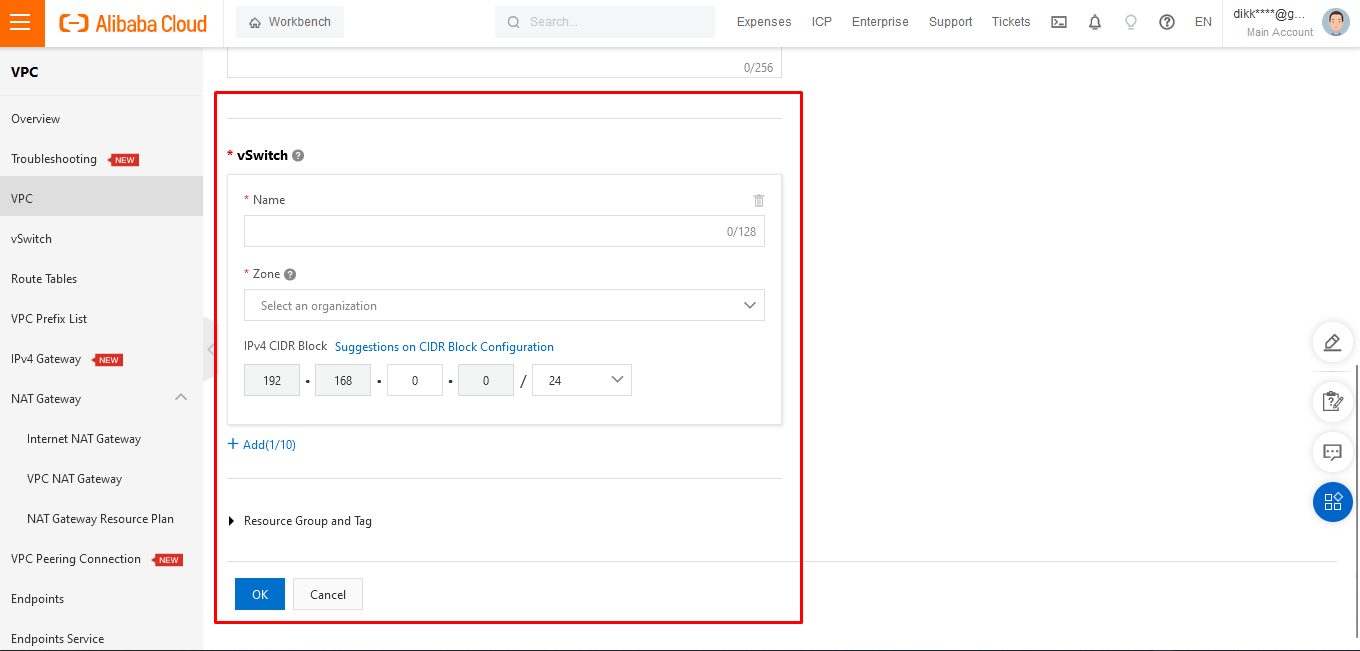 Alibaba Cloud
Workbench
Search...
Expenses
ICP
Enterprise
Support
Tickets
EN
dikk****@g...
Main Account
VPC
Overview
Troubleshooting NEW
VPC
vSwitch
Route Tables
VPC Prefix List
IPv4 Gateway NEW
NAT Gateway
Internet NAT Gateway
VPC NAT Gateway
NAT Gateway Resource Plan
VPC Peering Connection NEW
Endpoints
Endpoints Service
0/256
* vSwitch ?
* Name
0/128
* Zone ?
Select an organization
IPv4 CIDR Block Suggestions on CIDR Block Configuration
192 • 168 • 0 • 0 / 24
+ Add(1/10)
Resource Group and Tag
OK Cancel